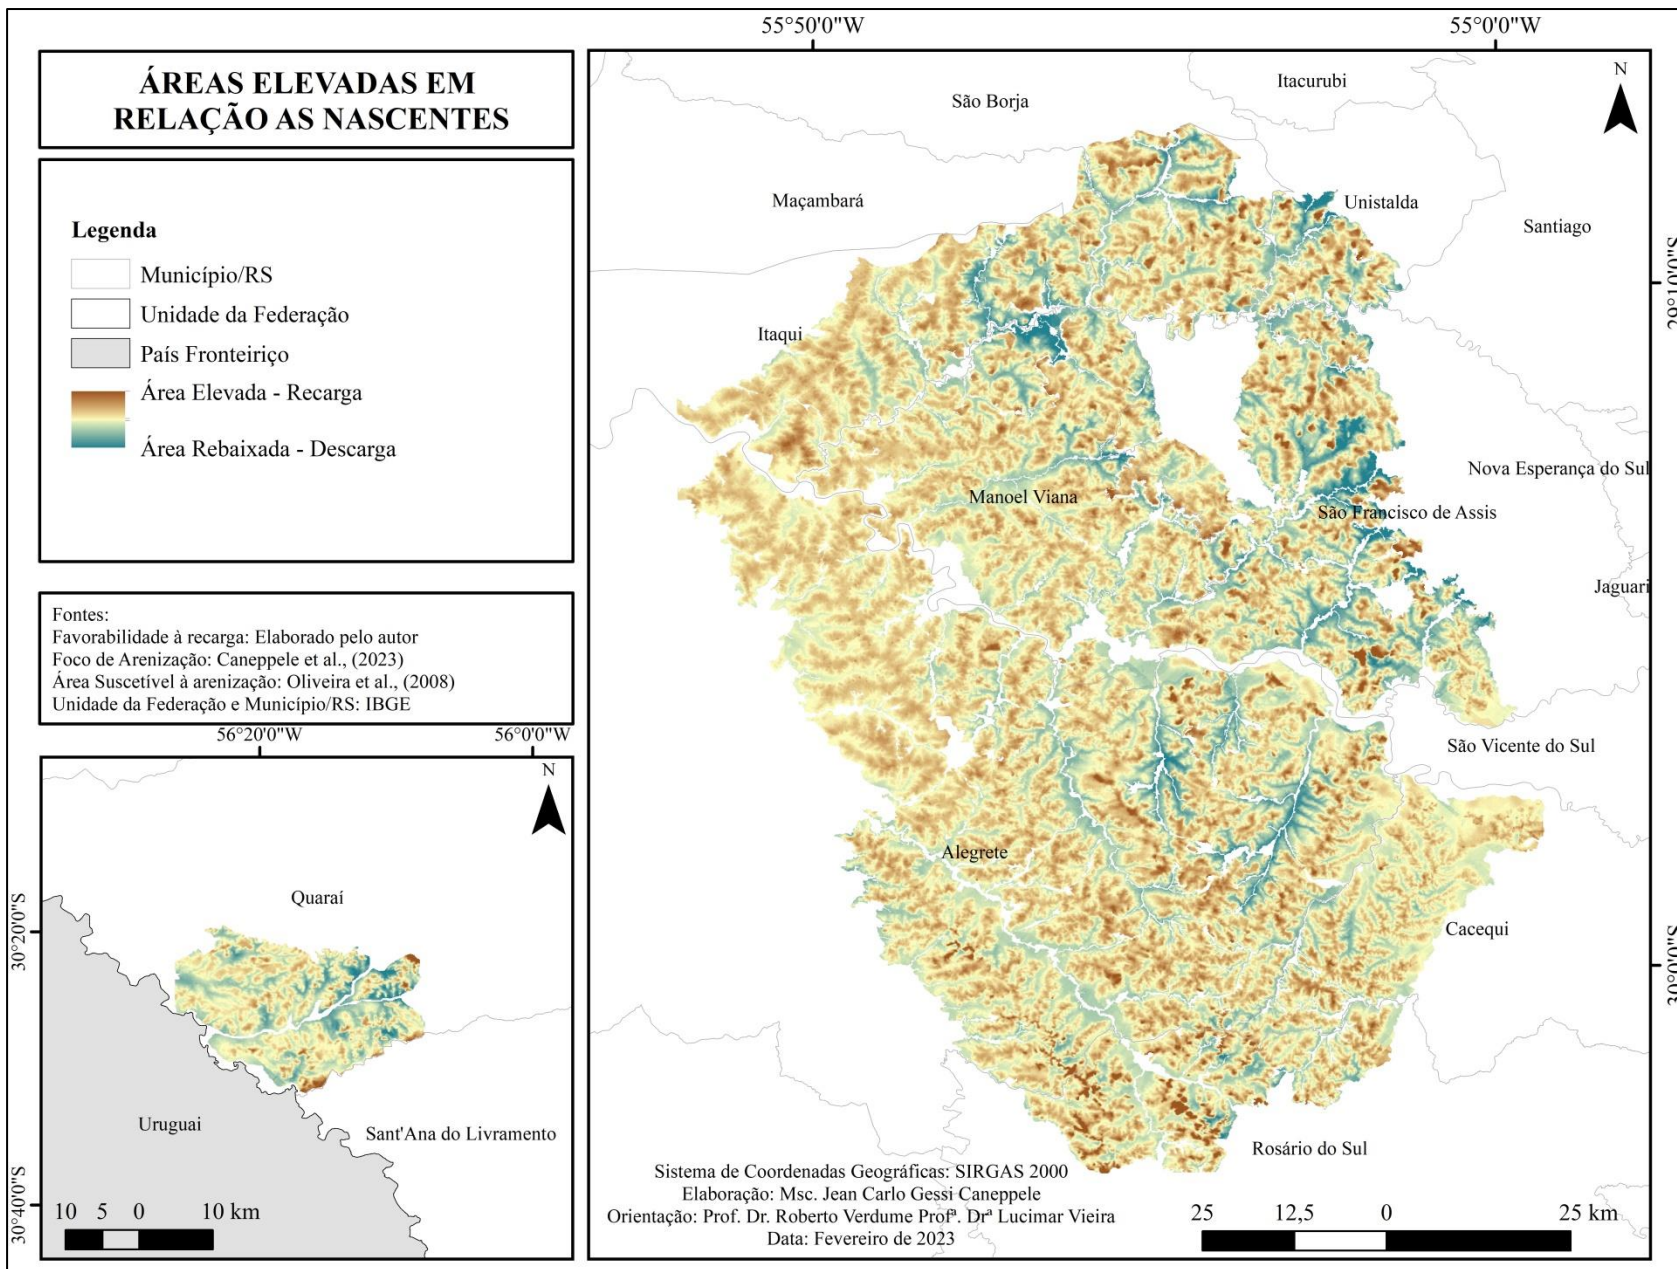 ÁREAS ELEVADAS EM
RELAÇÃO AS NASCENTES
Legenda
Município/RS
Unidade da Federação
País Fronteiriço
Área Elevada - Recarga
Área Rebaixada - Descarga
Fontes:
Favorabilidade à recarga: Elaborado pelo autor
Foco de Arenização: Caneppele et al., (2023)
Área Suscetível à arenização: Oliveira et al., (2008)
Unidade da Federação e Município/RS: IBGE
56°20'0"W
56°0'0"W
N
30°20'0"S
30°40'0"S
Quaraí
Uruguai
Sant'Ana do Livramento
10 5 0 10 km
55°50'0"W
55°0'0"W
N
29°10'0"S
Itacurubi
São Borja
Maçambará
Unistalda
Santiago
Itaqui
Nova Esperança do Sul
Manoel Viana
São Francisco de Assis
Jaguari
São Vicente do Sul
Alegrete
Cacequi
Rosário do Sul
Sistema de Coordenadas Geográficas: SIRGAS 2000
Elaboração: Msc. Jean Carlo Gessi Caneppele
Orientação: Prof. Dr. Roberto Verdume Profª. Drª Lucimar Vieira
Data: Fevereiro de 2023
25 12,5 0 25 km